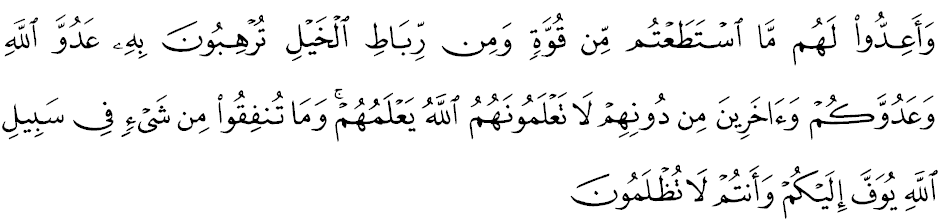 وَأَعِدُّوا۟ لَهُم مَّا ٱسۡتَطَعۡتُم مِّن قُوَّةٖ وَمِن رِّبَاطِ ٱلۡخَيۡلِ تُرۡهِبُونَ بِهِۦ عَدُوَّ ٱللَّهِ
وَعَدُوَّكُمۡ وَءَاخَرِينَ مِن دُونِهِمۡ لَا تَعۡلَمُونَهُمُ ٱللَّهُ يَعۡلَمُهُمۡۚ وَمَا تُنفِقُوا۟ مِن شَيۡءٖ فِي سَبِيلِ
ٱللَّهِ يُوَفَّ إِلَيۡكُمۡ وَأَنتُمۡ لَا تُظۡلَمُونَ